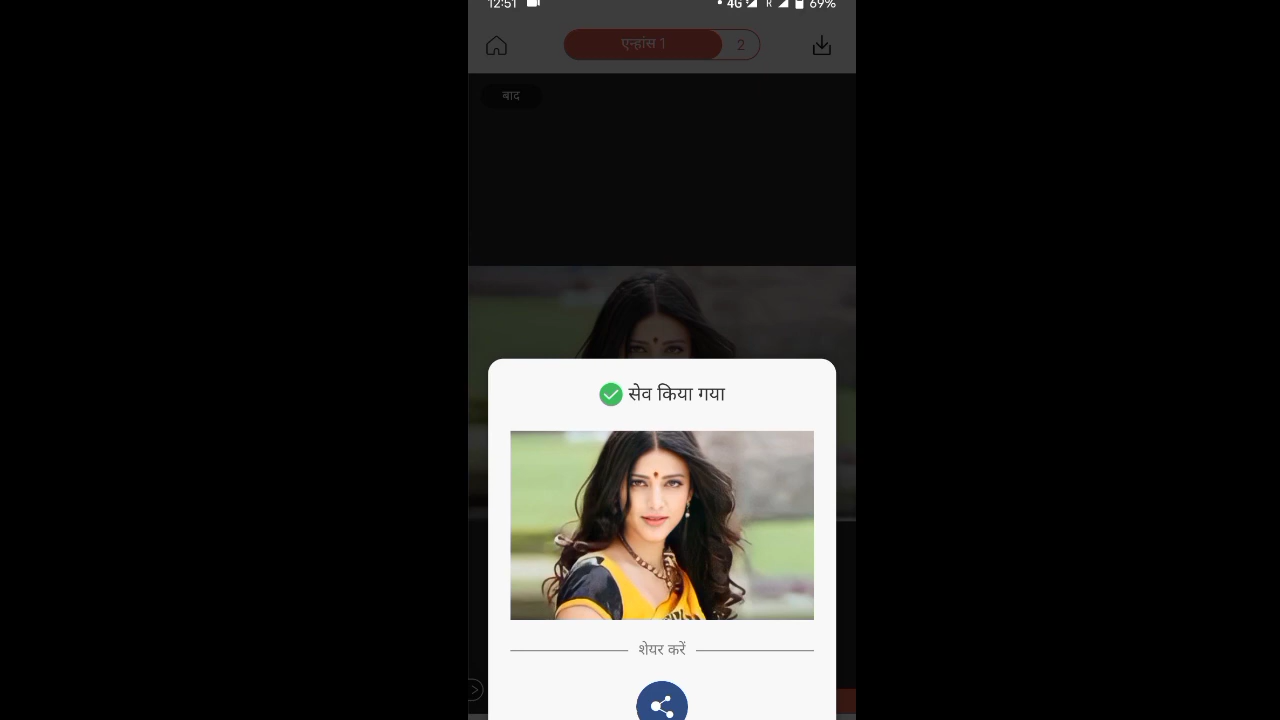 12:51 4G R 69%
एन्हांस 1 2
बाद
सेव किया गया
शेयर करें